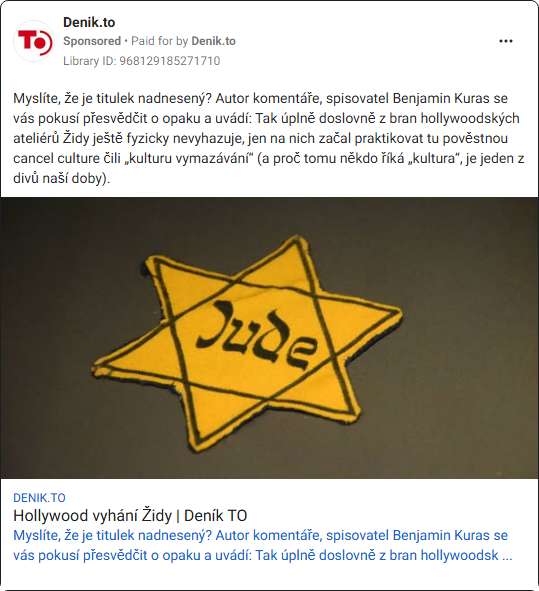 Denik.to
Sponsored • Paid for by Denik.to
Library ID: 968129185271710
TO
Myslíte, že je titulek nadnesený? Autor komentáře, spisovatel Benjamin Kuras se
vás pokusí přesvědčit o opaku a uvádí: Tak úplně doslovně z bran hollywoodských
ateliérů Židy ještě fyzicky nevyhazuje, jen na nich začal praktikovat tu pověstnou
cancel culture čili „kulturu vymazávání“ (a proč tomu někdo říká „kultura“, je jeden z
divů naší doby).
Jude
DENIK.TO
Hollywood vyhání Židy | Deník TO
Myslíte, že je titulek nadnesený? Autor komentáře, spisovatel Benjamin Kuras se
vás pokusí přesvědčit o opaku a uvádí: Tak úplně doslovně z bran hollywoodsk ...